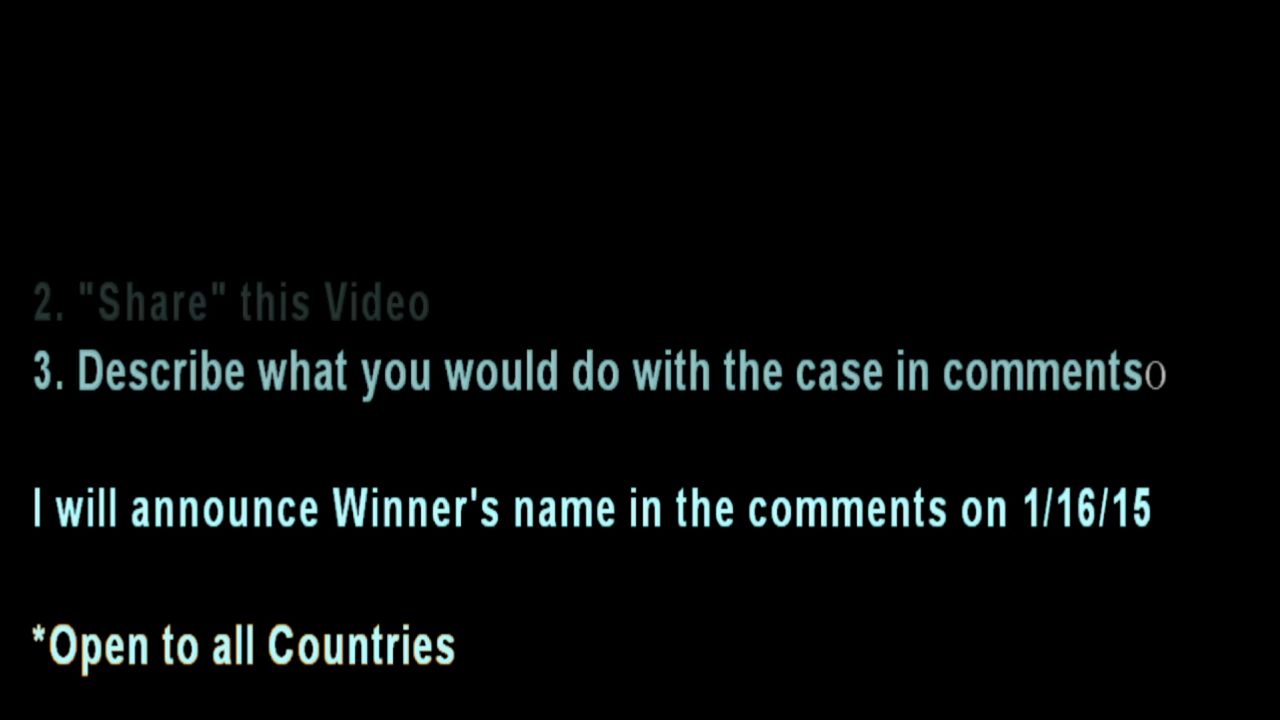 2. "Share" this Video
3. Describe what you would do with the case in commentso
I will announce Winner's name in the comments on 1/16/15
*Open to all Countries